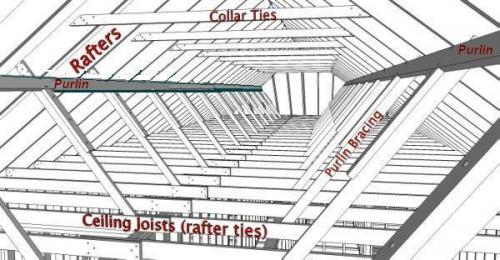 Collar Ties
Rafters
Purlin
Purlin
Purlin Bracing
Ceiling Joists (rafter ties)